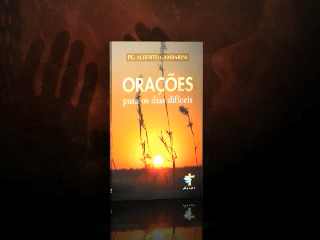 PE. ALBERTO GAMBARINI
ORAÇÕES
para os dias difíceis